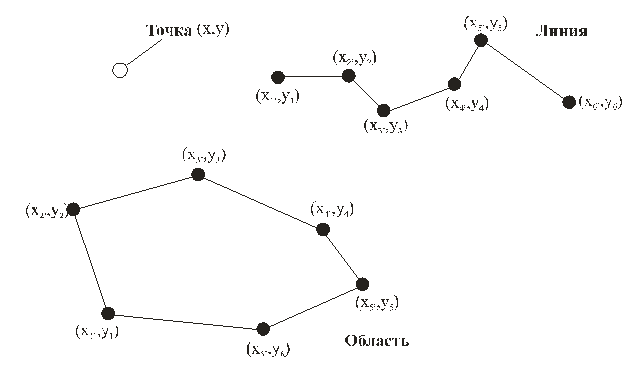 Точка (x,y)
Линия
(x₁,y₁)
(x₂,y₂)
(x₃,y₃)
(x₄,y₄)
(x₅,y₅)
(x₆,y₆)
(x₃,y₃)
(x₂,y₂)
(x₄,y₄)
(x₅,y₅)
(x₁,y₁)
(x₆,y₆)
Область